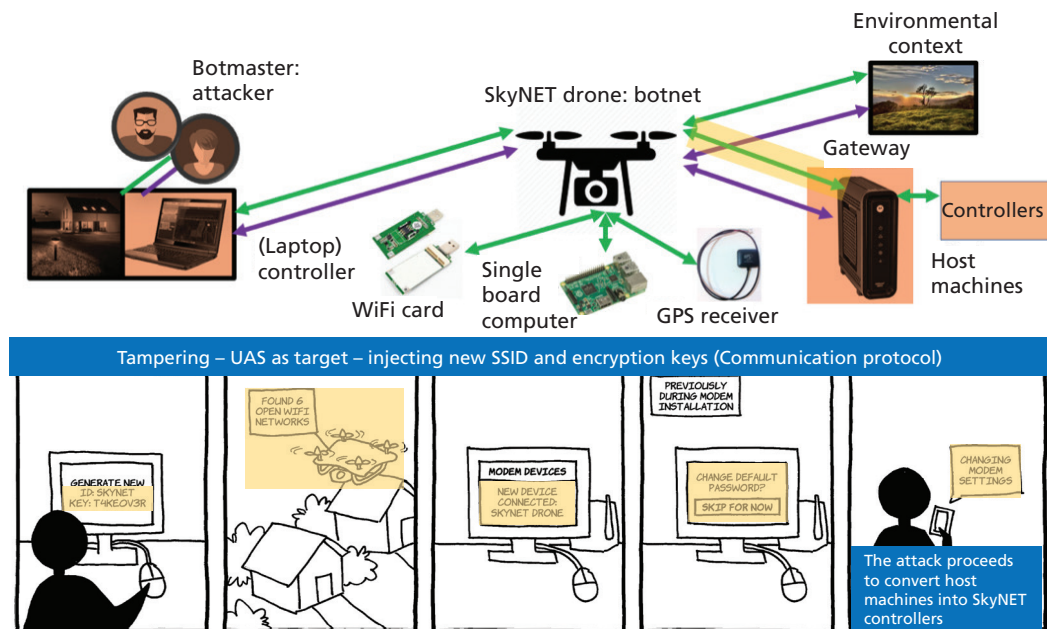 Environmental
context
Botmaster:
attacker
SkyNET drone: botnet
Gateway
Controllers
(Laptop)
controller
WiFi card
Single
board
computer
GPS receiver
Host
machines
Tampering – UAS as target – injecting new SSID and encryption keys (Communication protocol)
GENERATE NEW
ID: SKYNET
KEY: T4KEOV3R
FOUND 6
OPEN WIFI
NETWORKS
MODEM DEVICES
NEW DEVICE
CONNECTED:
SKYNET DRONE
PREVIOUSLY
DURING MODEM
INSTALLATION
CHANGE DEFAULT
PASSWORD?
SKIP FOR NOW
CHANGING
MODEM
SETTINGS
The attack proceeds
to convert host
machines into SkyNET
controllers